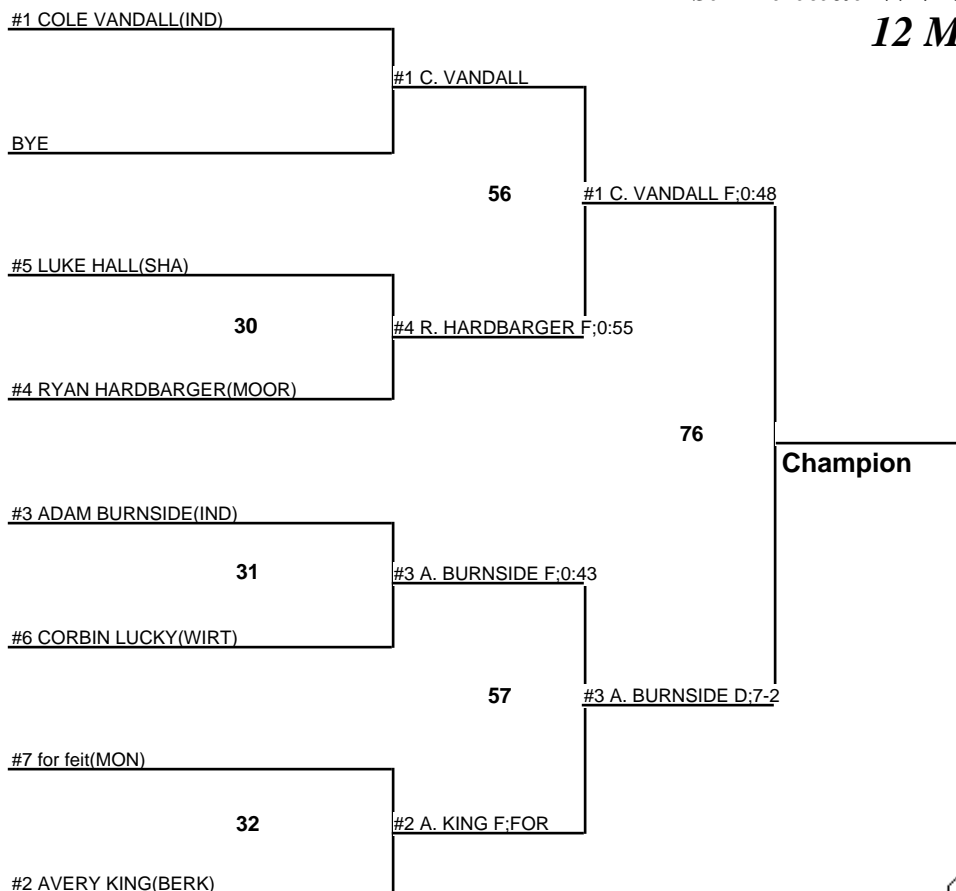 12 M
#1 COLE VANDALL(IND)
#1 C. VANDALL
BYE
56
#1 C. VANDALL F;0:48
#5 LUKE HALL(SHA)
30
#4 R. HARDBARGER F;0:55
#4 RYAN HARDBARGER(MOOR)
76
Champion
#3 ADAM BURNSIDE(IND)
31
#3 A. BURNSIDE F;0:43
#6 CORBIN LUCKY(WIRT)
57
#3 A. BURNSIDE D;7-2
#7 for feit(MON)
32
#2 A. KING F;FOR
#2 AVERY KING(BERK)